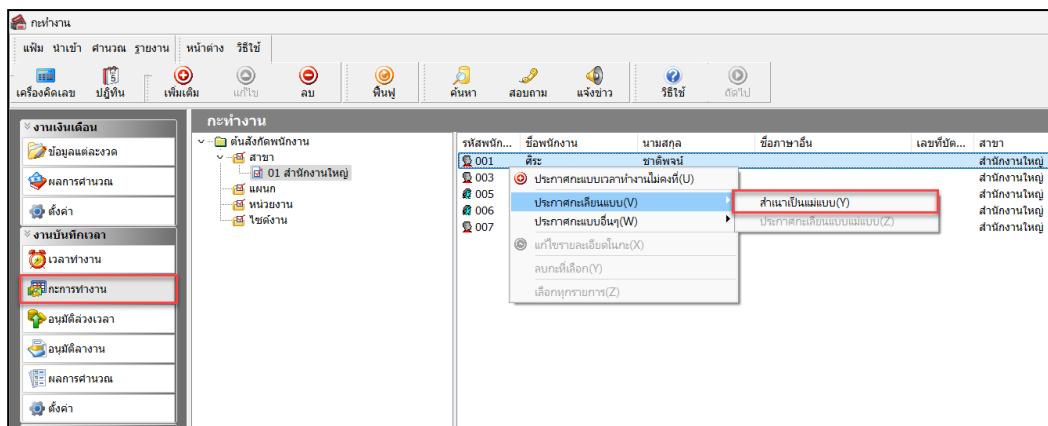 กะทำงาน
แฟ้ม นำเข้า คำนวณ รายงาน หน้าต่าง วิธีใช้
เครื่องคิดเลข ปฏิทิน เพิ่มเติม แก้ไข ลบ ฟื้นฟู ค้นหา สอบถาม แจ้งข่าว วิธีใช้ ถัดไป
งานเงินเดือน
ข้อมูลแต่ละงวด
ผลการคำนวณ
ตั้งค่า
งานบันทึกเวลา
เวลาทำงาน
กะการทำงาน
อนุมัติล่วงเวลา
อนุมัติลางาน
ผลการคำนวณ
ตั้งค่า
กะทำงาน
ต้นสังกัดพนักงาน
สาขา
01 สำนักงานใหญ่
แผนก
หน่วยงาน
ไซด์งาน
รหัสพนัก... ชื่อพนักงาน นามสกุล ชื่อภาษาอื่น เลขที่บัต... สาขา
001 ศิระ ชาติพจน์ สำนักงานใหญ่
003 สำนักงานใหญ่
005 สำนักงานใหญ่
006 สำนักงานใหญ่
007 สำนักงานใหญ่
ประกาศกะแบบเวลาทำงานไม่คงที่(U)
ประกาศกะเลียนแบบ(V)
ประกาศกะแบบอื่นๆ(W)
แก้ไขรายละเอียดในกะ(X)
ลบกะที่เลือก(Y)
เลือกทุกรายการ(Z)
สำเนาเป็นแม่แบบ(Y)
ประกาศกะเลียนแบบแม่แบบ(Z)